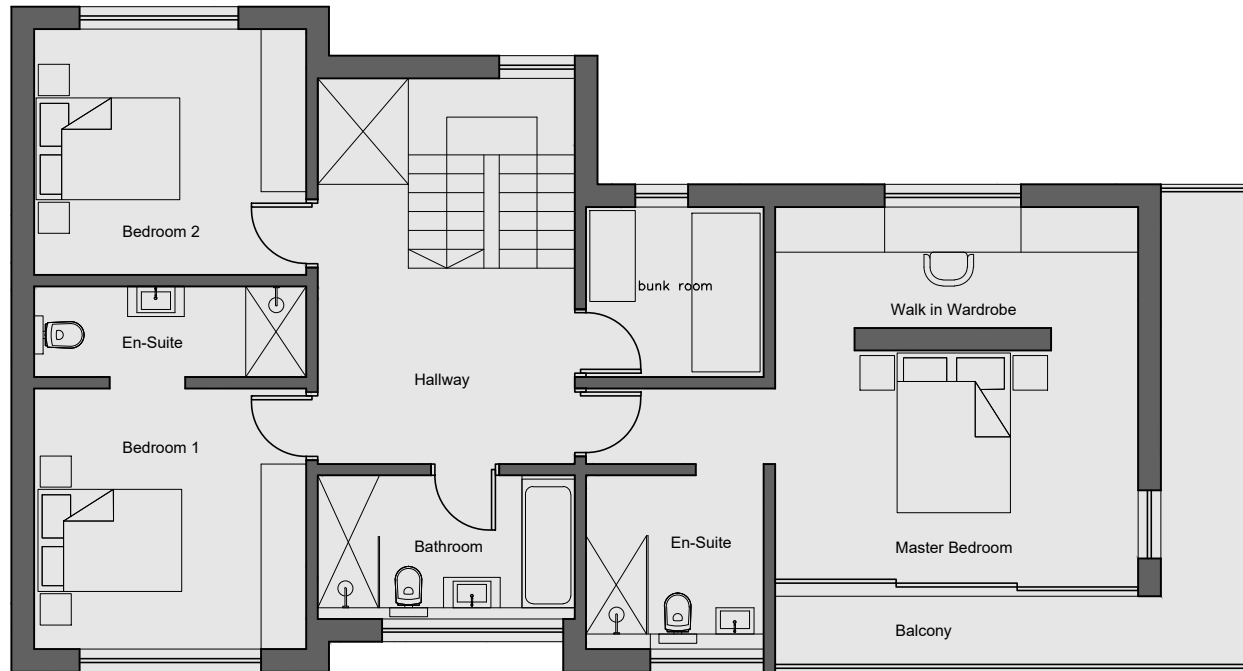 Bedroom 2
bunk room
Walk in Wardrobe
En-Suite
Hallway
Bedroom 1
Bathroom
En-Suite
Master Bedroom
Balcony